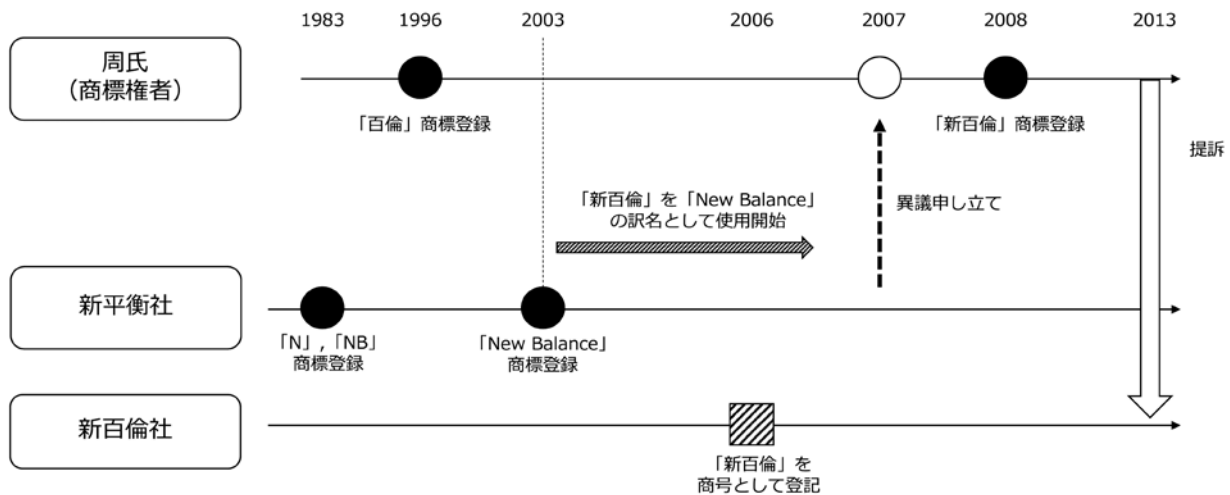 1983
1996
2003
2006
2007
2008
2013
周氏
（商標権者）
「百倫」商標登録
「新百倫」商標登録
提訴
「新百倫」を「New Balance」
の訳名として使用開始
異議申し立て
新平衡社
「N」,「NB」
商標登録
「New Balance」
商標登録
新百倫社
「新百倫」を
商号として登記